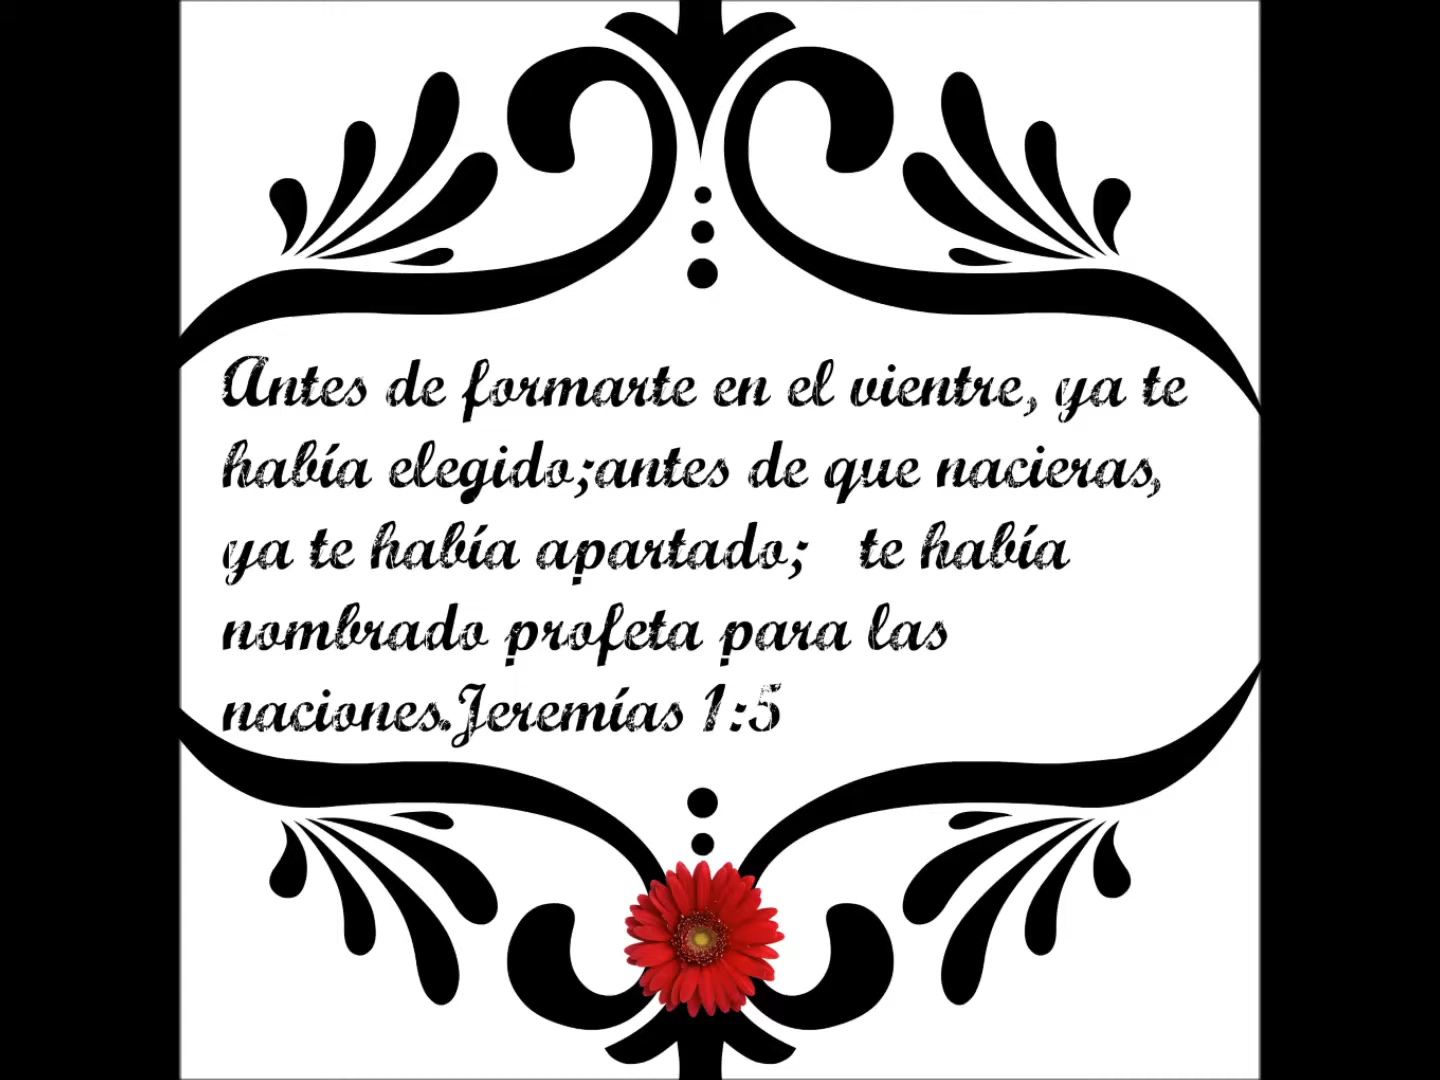 Antes de formarte en el vientre, ya te
había elegido;antes de que nacieras,
ya te había apartado; te había
nombrado profeta para las
naciones.Jeremías 1:5